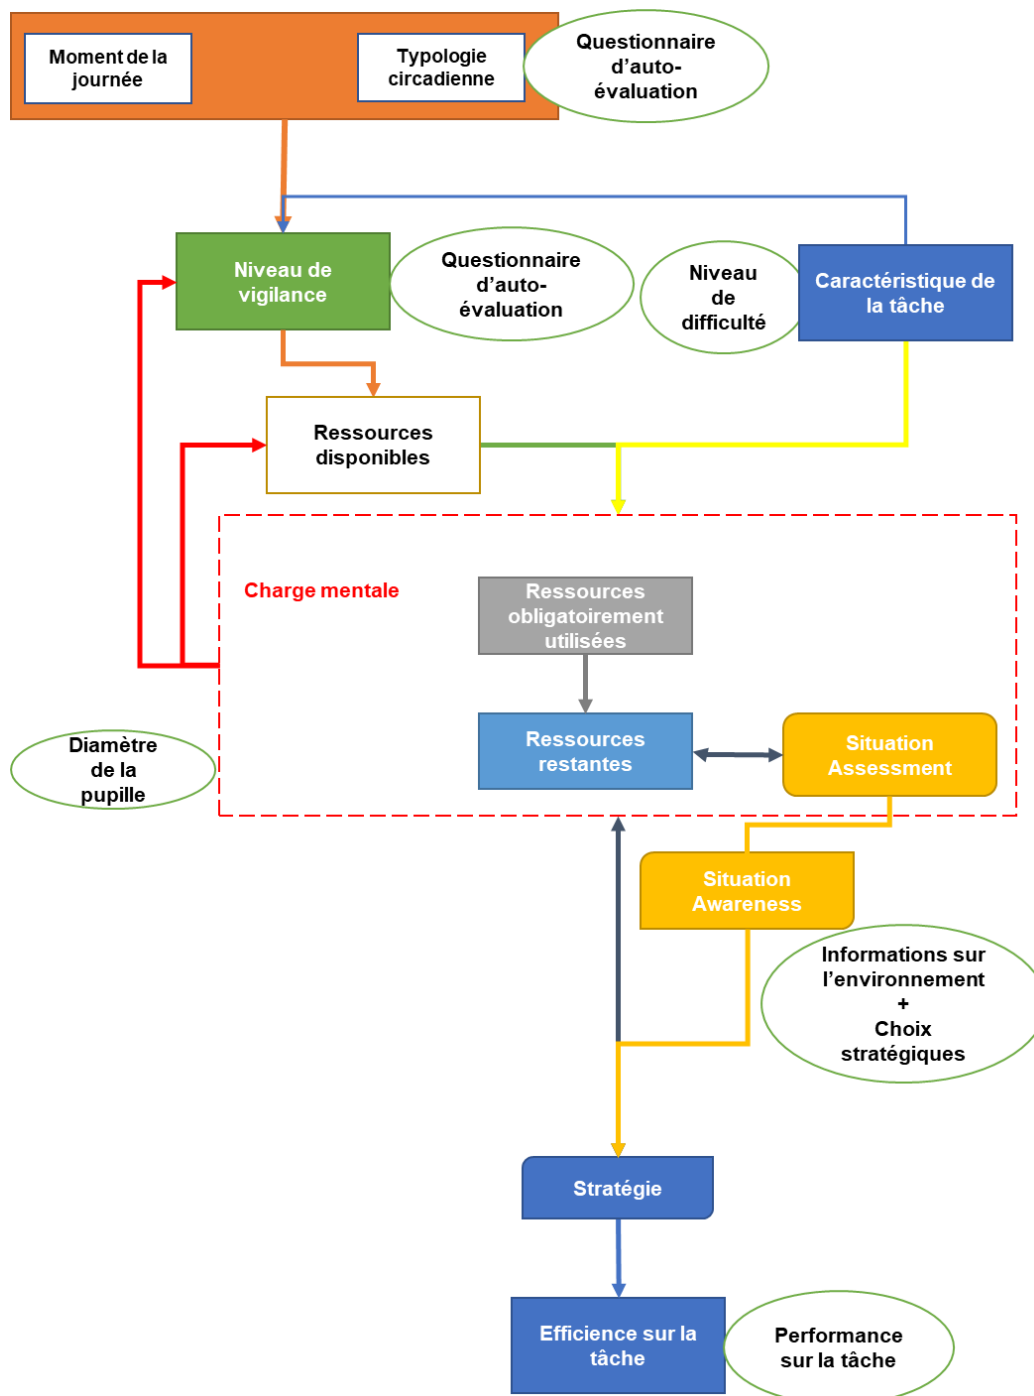 Moment de la
journée
Typologie
circadienne
Questionnaire
d'auto-
évaluation
Niveau de
vigilance
Questionnaire
d'auto-
évaluation
Niveau
de
difficulté
Caractéristique de
la tâche
Ressources
disponibles
Charge mentale
Ressources
obligatoirement
utilisées
Diamètre
de la
pupille
Ressources
restantes
Situation
Assessment
Situation
Awareness
Informations sur
l'environnement
+
Choix
stratégiques
Stratégie
Efficience sur la
tâche
Performance
sur la tâche